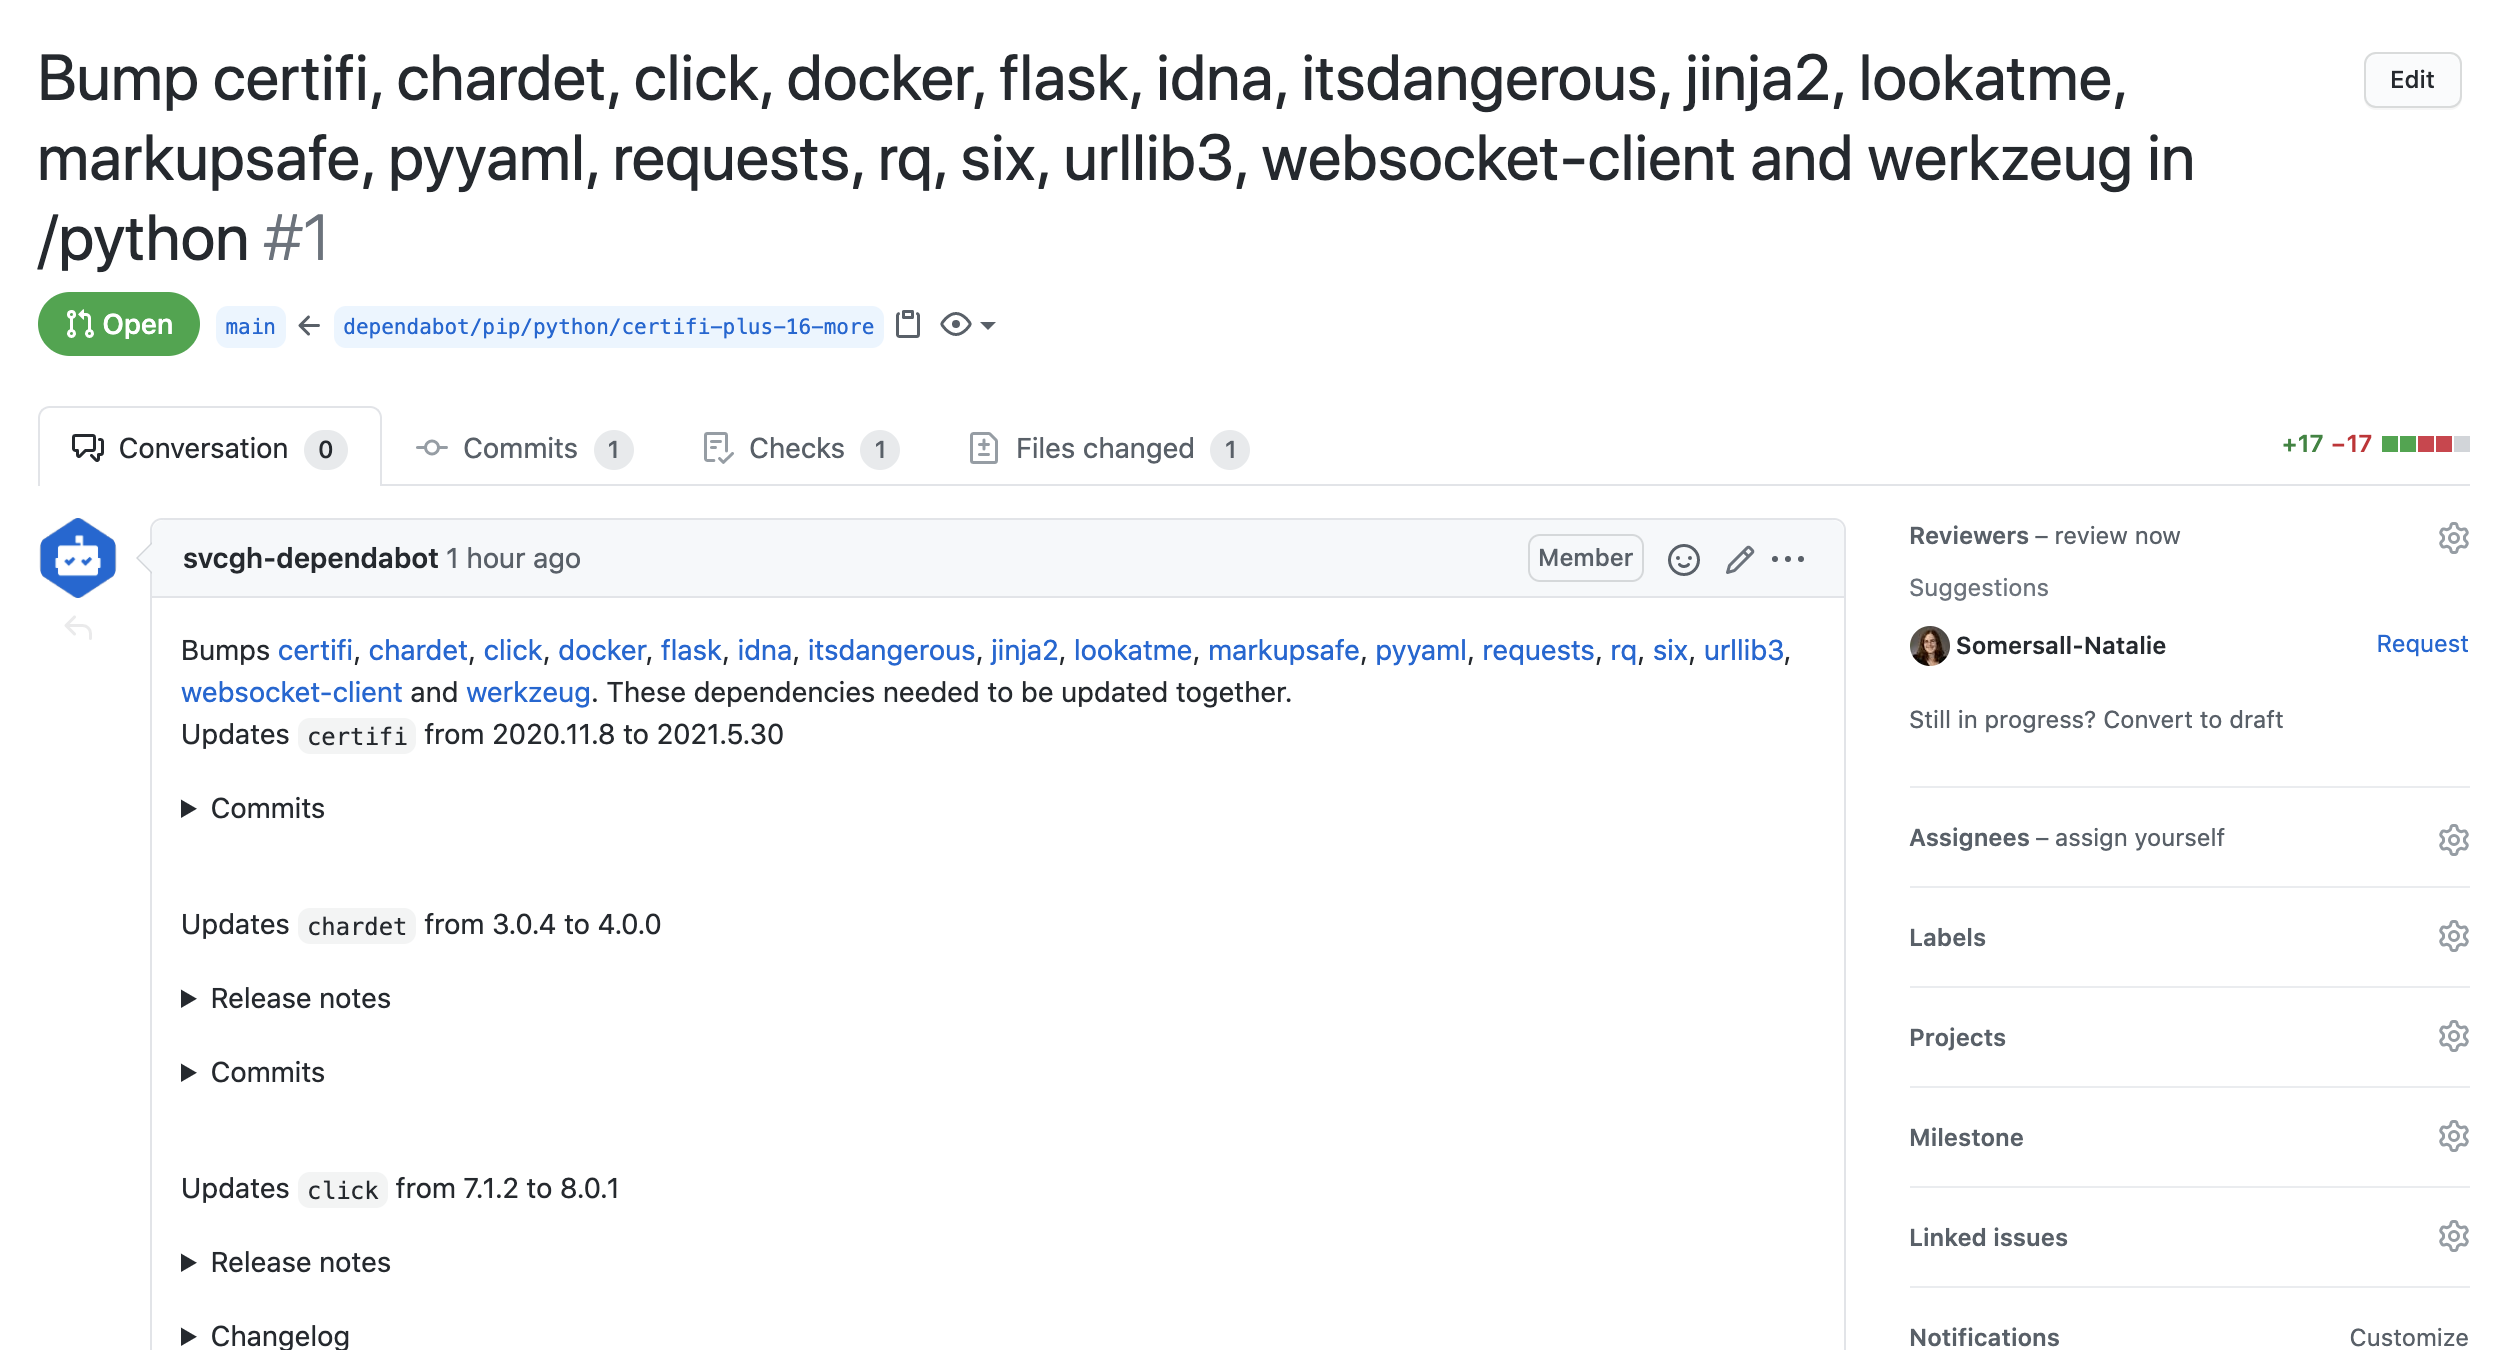 Bump certifi, chardet, click, docker, flask, idna, itsdangerous, jinja2, lookatme,
markupsafe, pyyaml, requests, rq, six, urllib3, websocket-client and werkzeug in
/python #1
Edit
Open
main
dependabot/pip/python/certifi-plus-16-more
Conversation 0
Commits 1
Checks 1
Files changed 1
+17 −17
svcgh-dependabot 1 hour ago
Member
Bumps certifi, chardet, click, docker, flask, idna, itsdangerous, jinja2, lookatme, markupsafe, pyyaml, requests, rq, six, urllib3,
websocket-client and werkzeug. These dependencies needed to be updated together.
Updates certifi from 2020.11.8 to 2021.5.30
Commits
Updates chardet from 3.0.4 to 4.0.0
Release notes
Commits
Updates click from 7.1.2 to 8.0.1
Release notes
Changelog
Reviewers – review now
Suggestions
Somersall-Natalie
Request
Still in progress? Convert to draft
Assignees – assign yourself
Labels
Projects
Milestone
Linked issues
Notifications
Customize